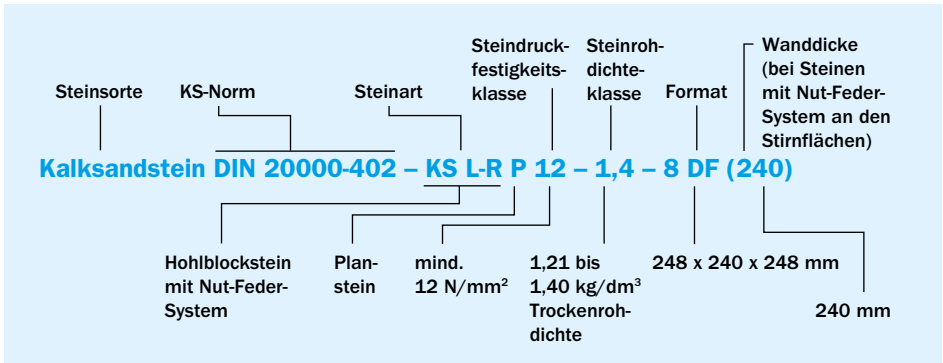 Steinsorte
KS-Norm
Steinart
Steindruck-
festigkeits-
klasse
Steinroh-
dichte-
klasse
Format
Wanddicke
(bei Steinen
mit Nut-Feder-
System an den
Stirnflächen)
Kalksandstein DIN 20000-402 – KS L-R P 12 – 1,4 – 8 DF (240)
Hohlblockstein
mit Nut-Feder-
System
Plan-
stein
mind.
12 N/mm²
1,21 bis
1,40 kg/dm³
Trockenroh-
dichte
248 x 240 x 248 mm
240 mm